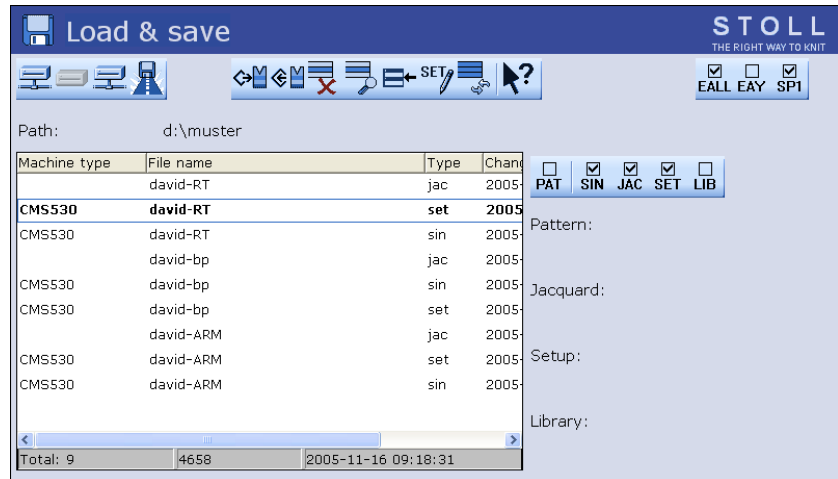 Load & save
STOLL
THE RIGHT WAY TO KNIT
SET
?
EALL EAY SP1
Path: d:\muster
Machine type File name Type Chang
david-RT jac 2005-
CMS530 david-RT set 2005
CMS530 david-RT sin 2005-
david-bp jac 2005-
CMS530 david-bp sin 2005-
CMS530 david-bp set 2005-
david-ARM jac 2005-
CMS530 david-ARM set 2005-
CMS530 david-ARM sin 2005-
Total: 9 4658 2005-11-16 09:18:31
PAT SIN JAC SET LIB
Pattern:
Jacquard:
Setup:
Library: